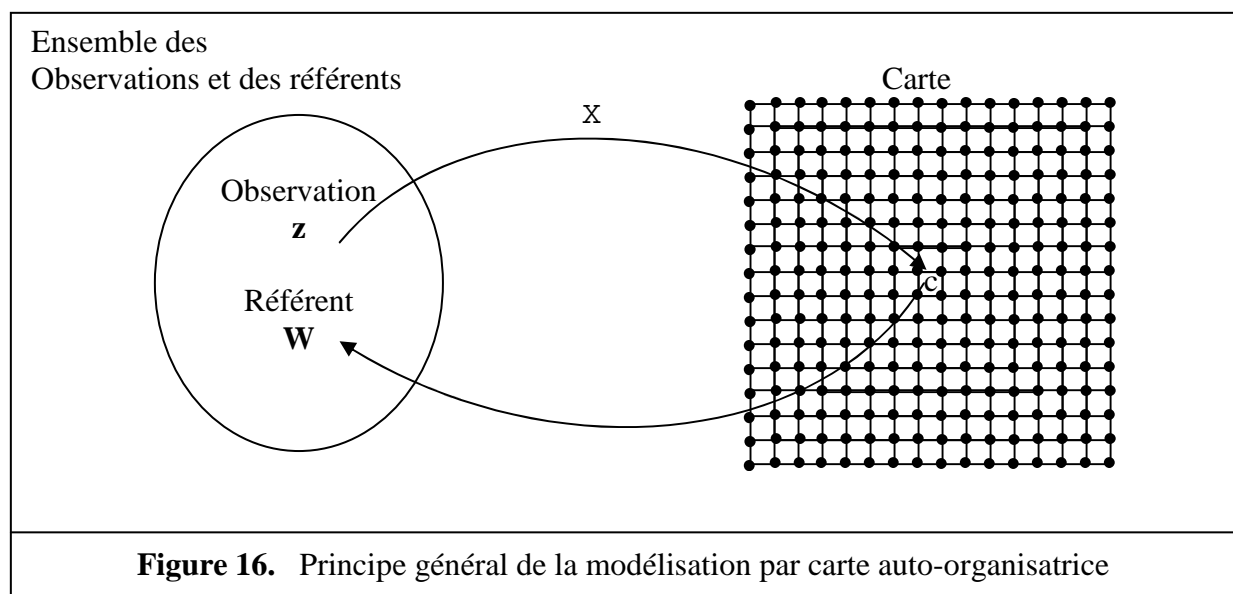 Ensemble des
Observations et des référents
Carte
X
Observation
z
c
Référent
W
Figure 16. Principe général de la modélisation par carte auto-organisatrice